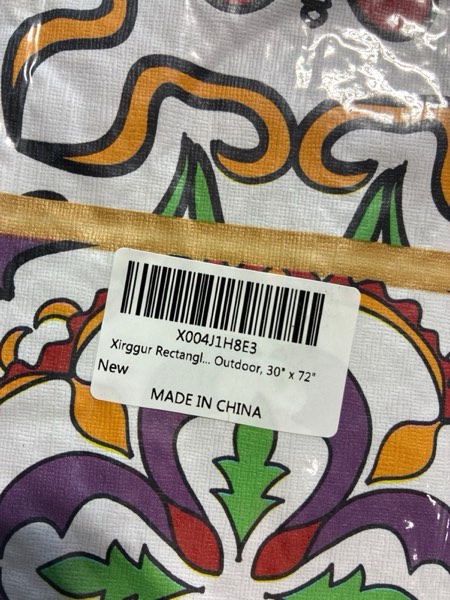 X004J1H8E3
Xirggur Rectangl... Outdoor, 30" x 72"
New
MADE IN CHINA